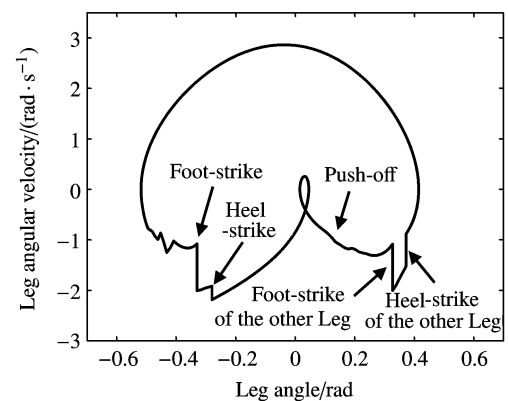 3
2
1
0
−1
−2
−3
Leg angular velocity/(rad · s⁻¹)
Foot-strike
Heel
-strike
Push-off
Foot-strike
of the other Leg
Heel-strike
of the other Leg
−0.6
−0.4
−0.2
0
0.2
0.4
0.6
Leg angle/rad